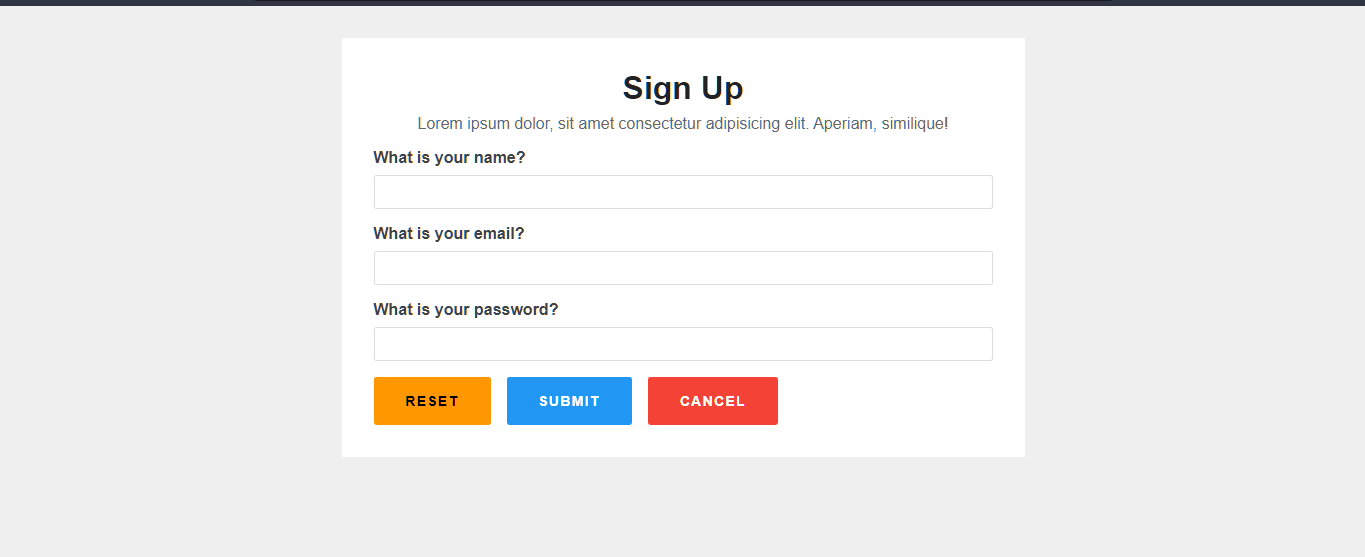 Sign Up
Lorem ipsum dolor, sit amet consectetur adipisicing elit. Aperiam, similique!
What is your name?
What is your email?
What is your password?
RESET SUBMIT CANCEL